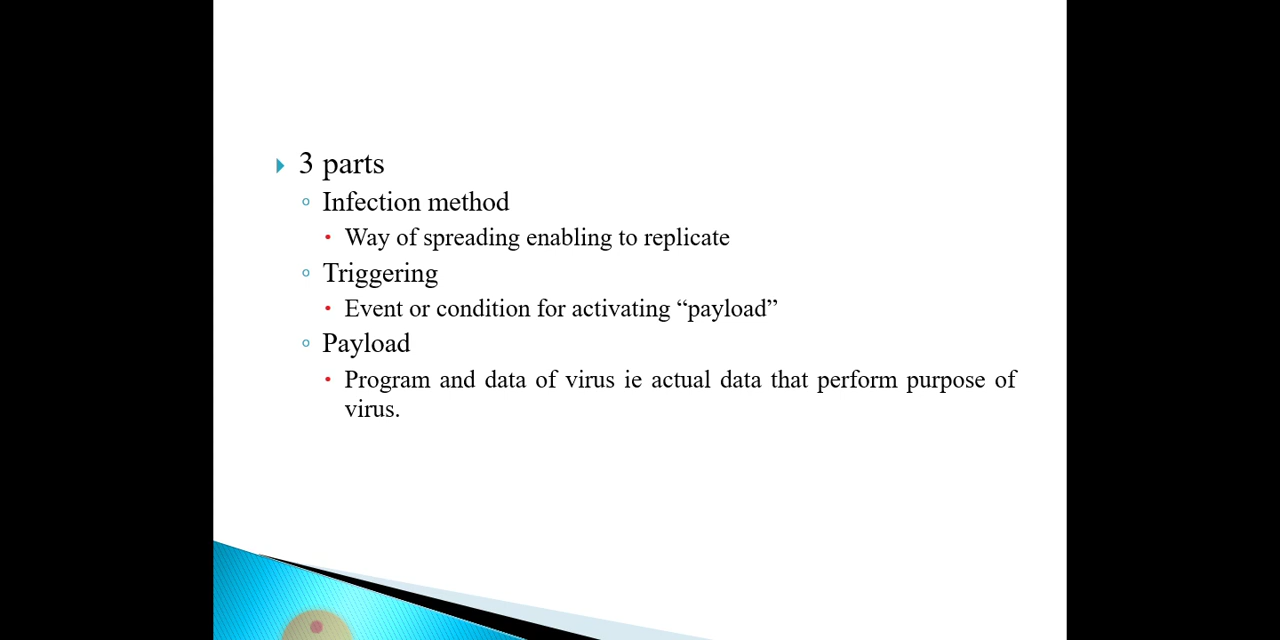 3 parts
Infection method
Way of spreading enabling to replicate
Triggering
Event or condition for activating “payload”
Payload
Program and data of virus ie actual data that perform purpose of
virus.